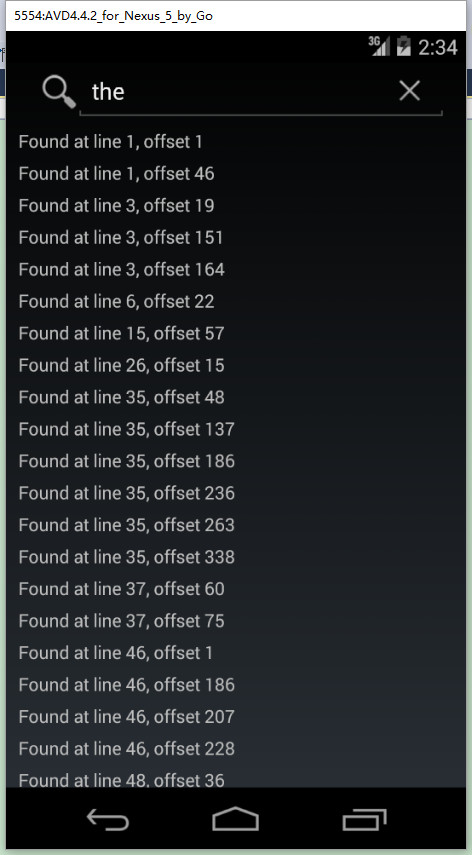 5554:AVD4.4.2_for_Nexus_5_by_Go
3G 2:34
the
Found at line 1, offset 1
Found at line 1, offset 46
Found at line 3, offset 19
Found at line 3, offset 151
Found at line 3, offset 164
Found at line 6, offset 22
Found at line 15, offset 57
Found at line 26, offset 15
Found at line 35, offset 48
Found at line 35, offset 137
Found at line 35, offset 186
Found at line 35, offset 236
Found at line 35, offset 263
Found at line 35, offset 338
Found at line 37, offset 60
Found at line 37, offset 75
Found at line 46, offset 1
Found at line 46, offset 186
Found at line 46, offset 207
Found at line 46, offset 228
Found at line 48, offset 36